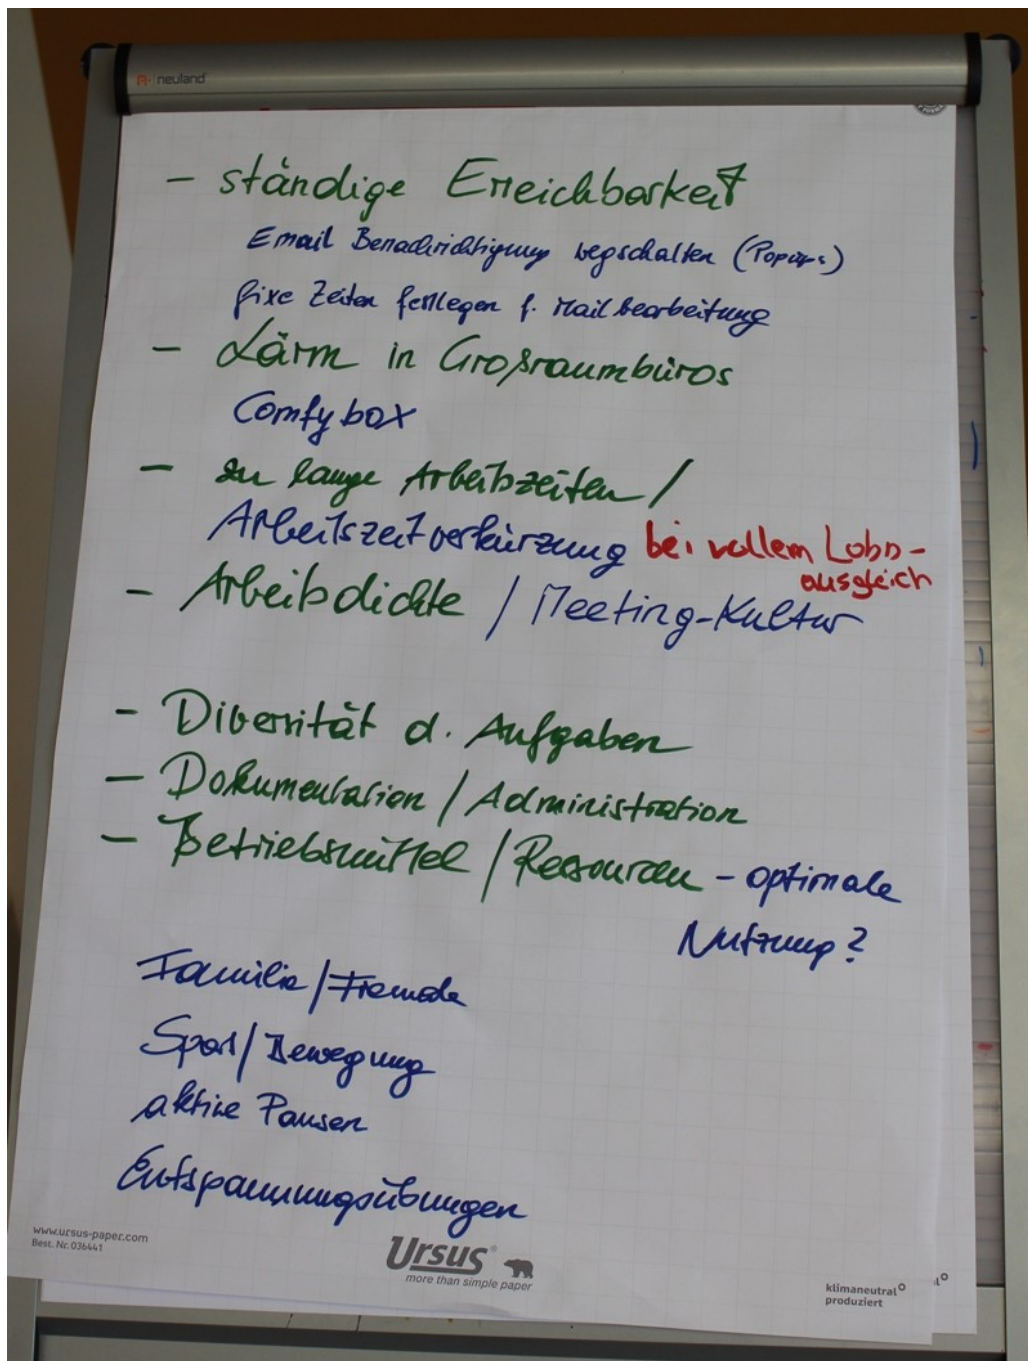 neuland
- ständige Erreichbarkeit
Email Benachrichtigung wegschalten (Popups)
fixe Zeiten festlegen f. Mailbearbeitung
- Lärm in Großraumbüros
Comfybox
- zu lange Arbeitszeiten /
Arbeitszeitverkürzung bei vollem Lohn-
ausgleich
- Arbeitsdichte / Meeting-Kultur
- Diversität d. Aufgaben
- Dokumentation / Administration
- Betriebsmittel / Ressourcen - optimale
Nutzung?
Familie / Freunde
Sport / Bewegung
aktive Pausen
Entspannungsübungen
www.ursus-paper.com
Best. Nr. 036441
Ursus®
more than simple paper
klimaneutral°
produziert